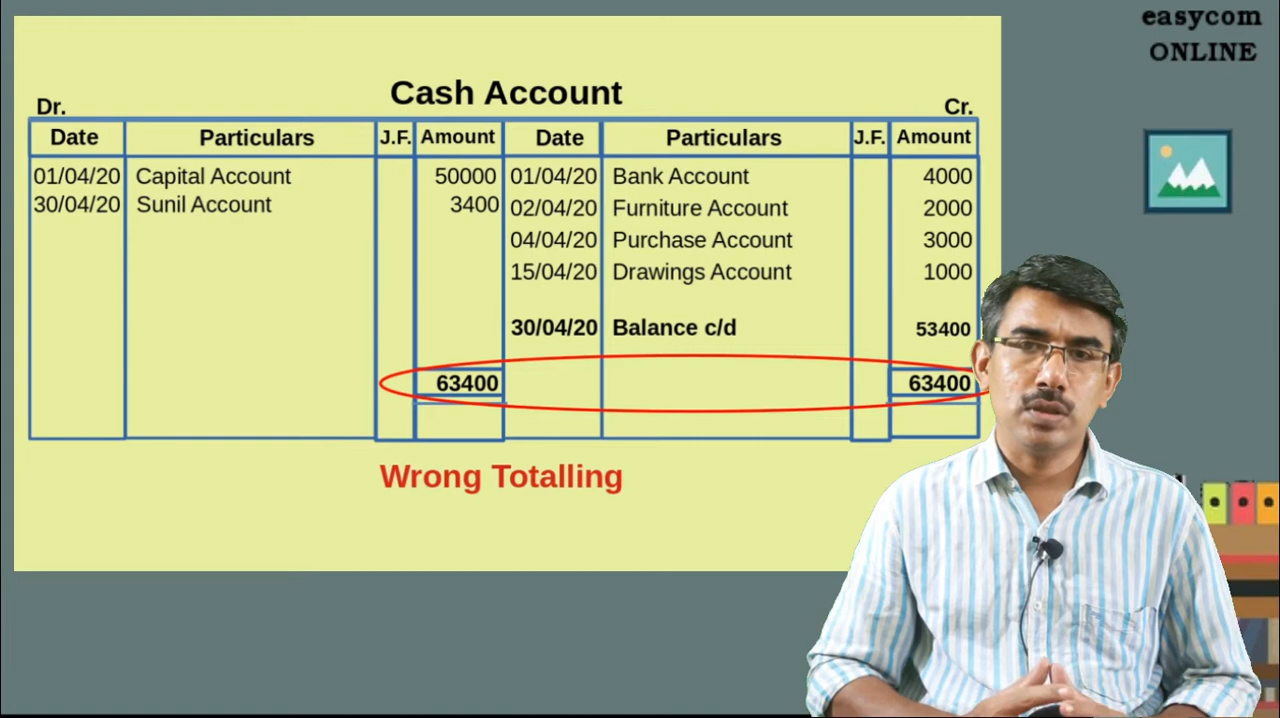 easycom
ONLINE
Cash Account
Dr. Cr.
Date Particulars J.F. Amount Date Particulars J.F. Amount
01/04/20 Capital Account 50000 01/04/20 Bank Account 4000
30/04/20 Sunil Account 3400 02/04/20 Furniture Account 2000
04/04/20 Purchase Account 3000
15/04/20 Drawings Account 1000
30/04/20 Balance c/d 53400
63400 63400
Wrong Totalling